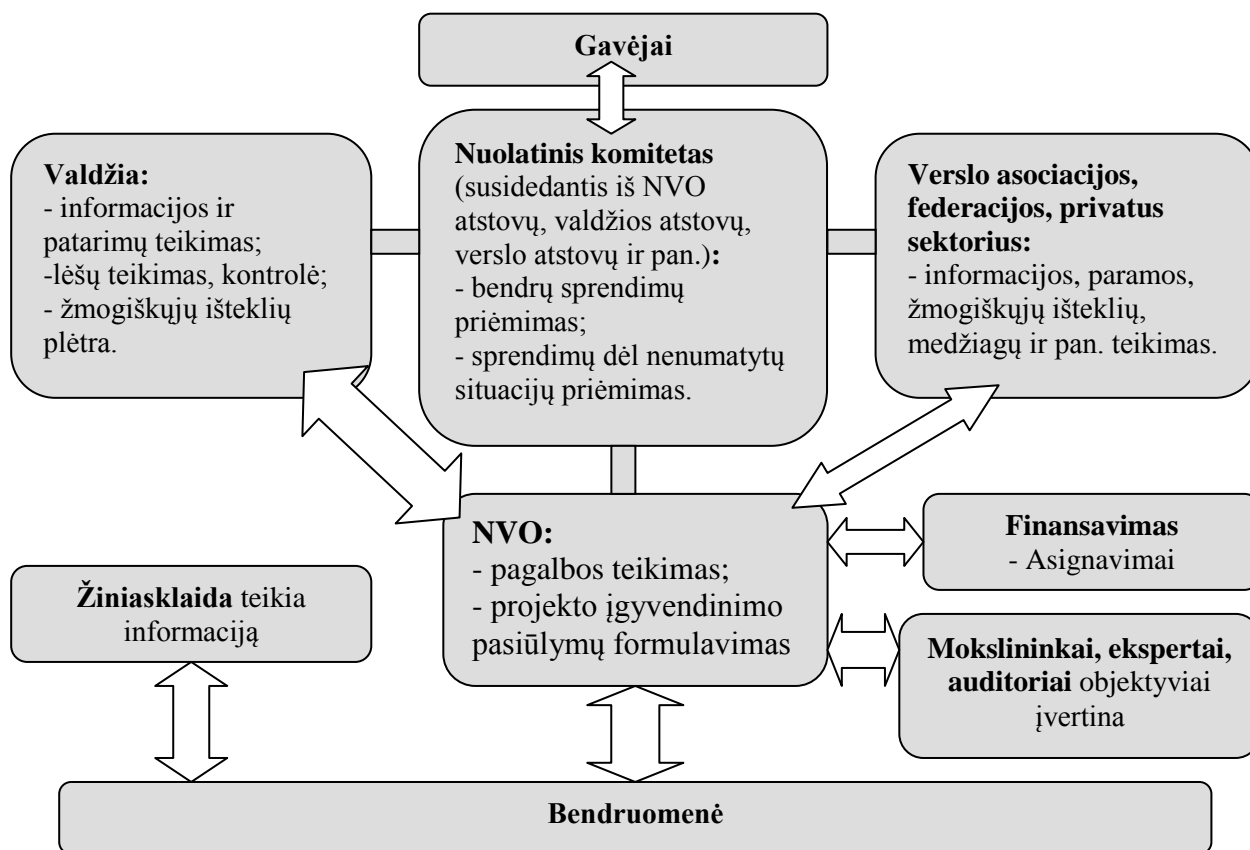 Gavėjai
Valdžia:
- informacijos ir
patarimų teikimas;
-lėšų teikimas, kontrolė;
- žmogiškųjų išteklių
plėtra.
Nuolatinis komitetas
(susidedantis iš NVO
atstovų, valdžios atstovų,
verslo atstovų ir pan.):
- bendrų sprendimų
priėmimas;
- sprendimų dėl nenumatytų
situacijų priėmimas.
Verslo asociacijos,
federacijos, privatus
sektorius:
- informacijos, paramos,
žmogiškųjų išteklių,
medžiagų ir pan. teikimas.
NVO:
- pagalbos teikimas;
- projekto įgyvendinimo
pasiūlymų formulavimas
Finansavimas
- Asignavimai
Žiniasklaida teikia
informaciją
Mokslininkai, ekspertai,
auditoriai objektyviai
įvertina
Bendruomenė